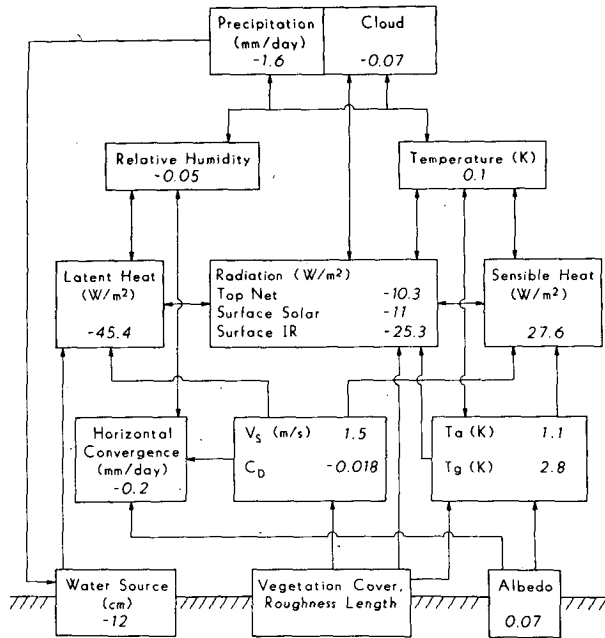 Precipitation
(mm/day)
-1.6
Cloud
-0.07
Relative Humidity
-0.05
Temperature (K)
0.1
Latent Heat
(W/m²)
-45.4
Radiation (W/m²)
Top Net -10.3
Surface Solar -11
Surface IR -25.3
Sensible Heat
(W/m²)
27.6
Horizontal
Convergence
(mm/day)
-0.2
VS (m/s) 1.5
CD -0.018
Ta (K) 1.1
Tg (K) 2.8
Water Source
(cm)
-12
Vegetation Cover,
Roughness Length
Albedo
0.07